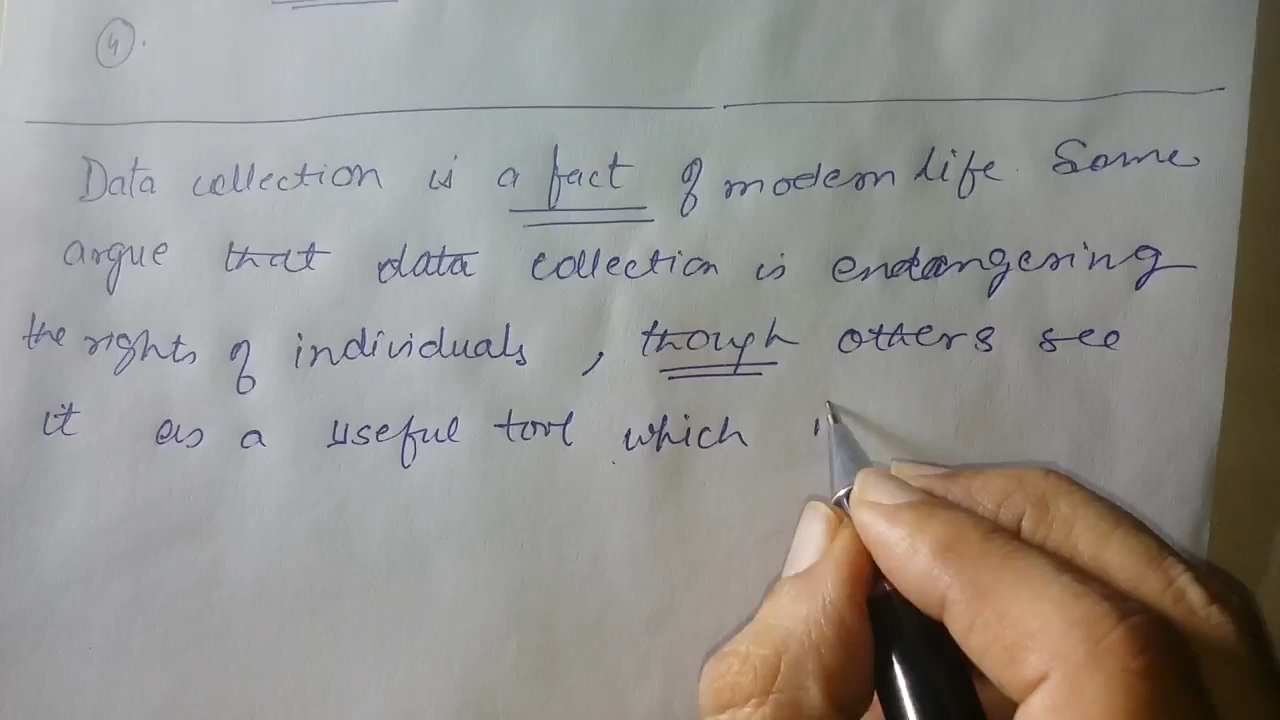 4.
Data collection is a fact of modern life. Some
argue that data collection is endangering
the rights of individuals, though others see
it as a useful tool which